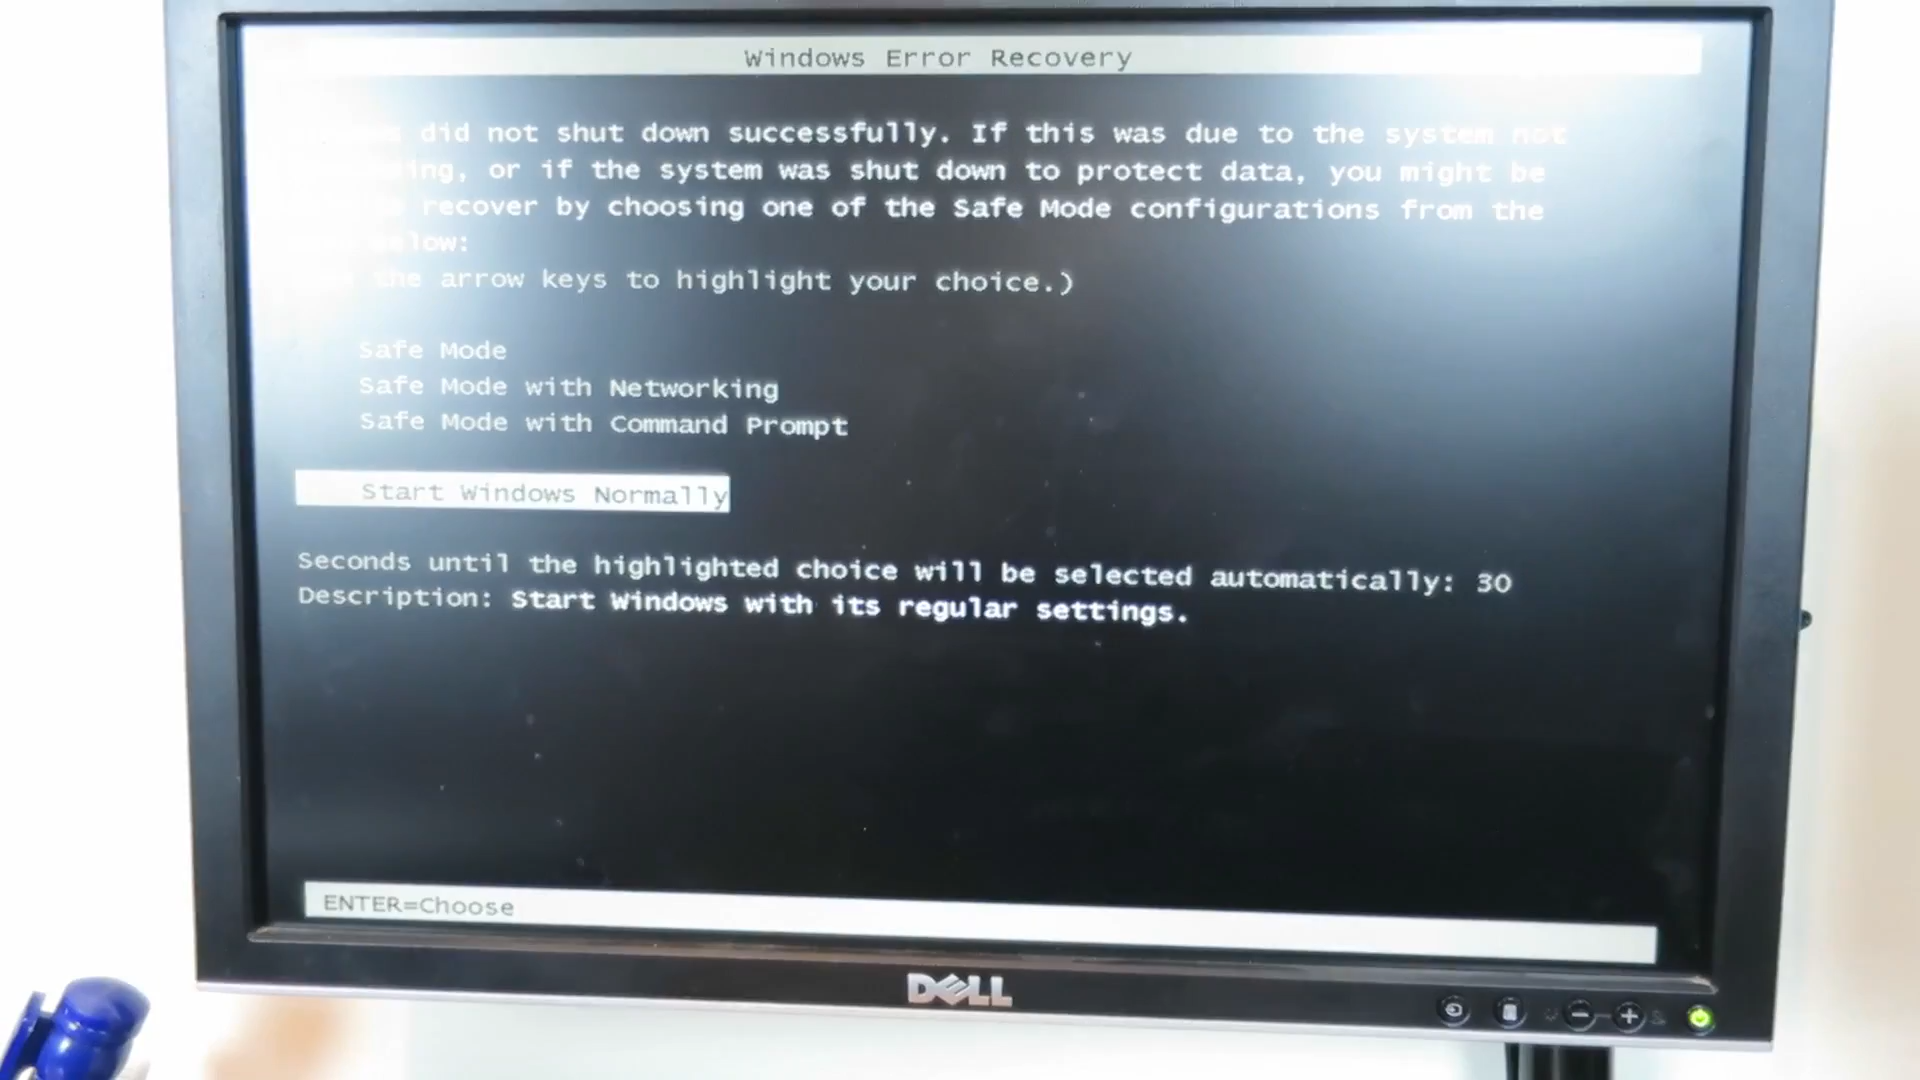 Windows Error Recovery
did not shut down successfully. If this was due to the system not
or if the system was shut down to protect data, you might be
recover by choosing one of the Safe Mode configurations from the
below:
the arrow keys to highlight your choice.)
Safe Mode
Safe Mode with Networking
Safe Mode with Command Prompt
Start Windows Normally
Seconds until the highlighted choice will be selected automatically: 30
Description: Start Windows with its regular settings.
ENTER=Choose
DELL